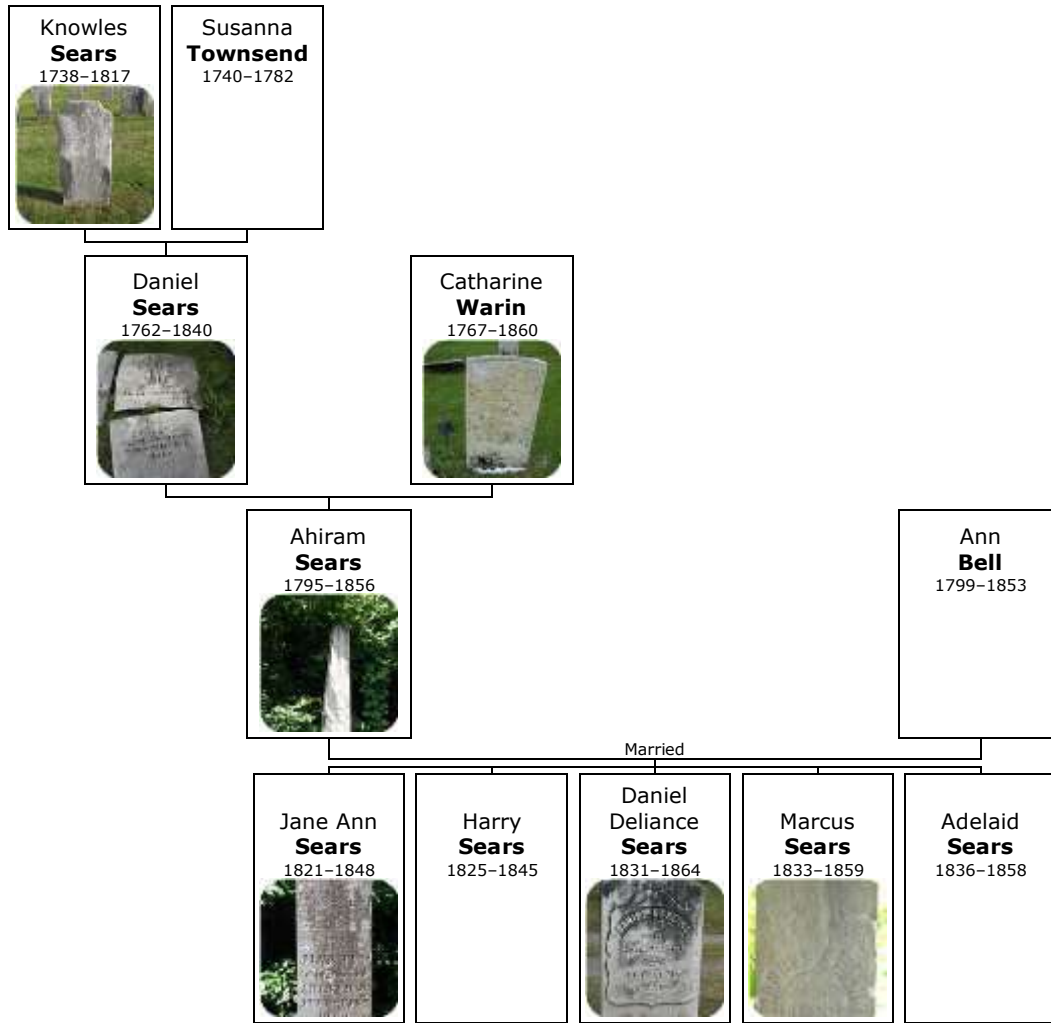 Knowles
Sears
1738–1817
Susanna
Townsend
1740–1782
Daniel
Sears
1762–1840
Catharine
Warin
1767–1860
Ahiram
Sears
1795–1856
Ann
Bell
1799–1853
Married
Jane Ann
Sears
1821–1848
Harry
Sears
1825–1845
Daniel
Deliance
Sears
1831–1864
Marcus
Sears
1833–1859
Adelaid
Sears
1836–1858